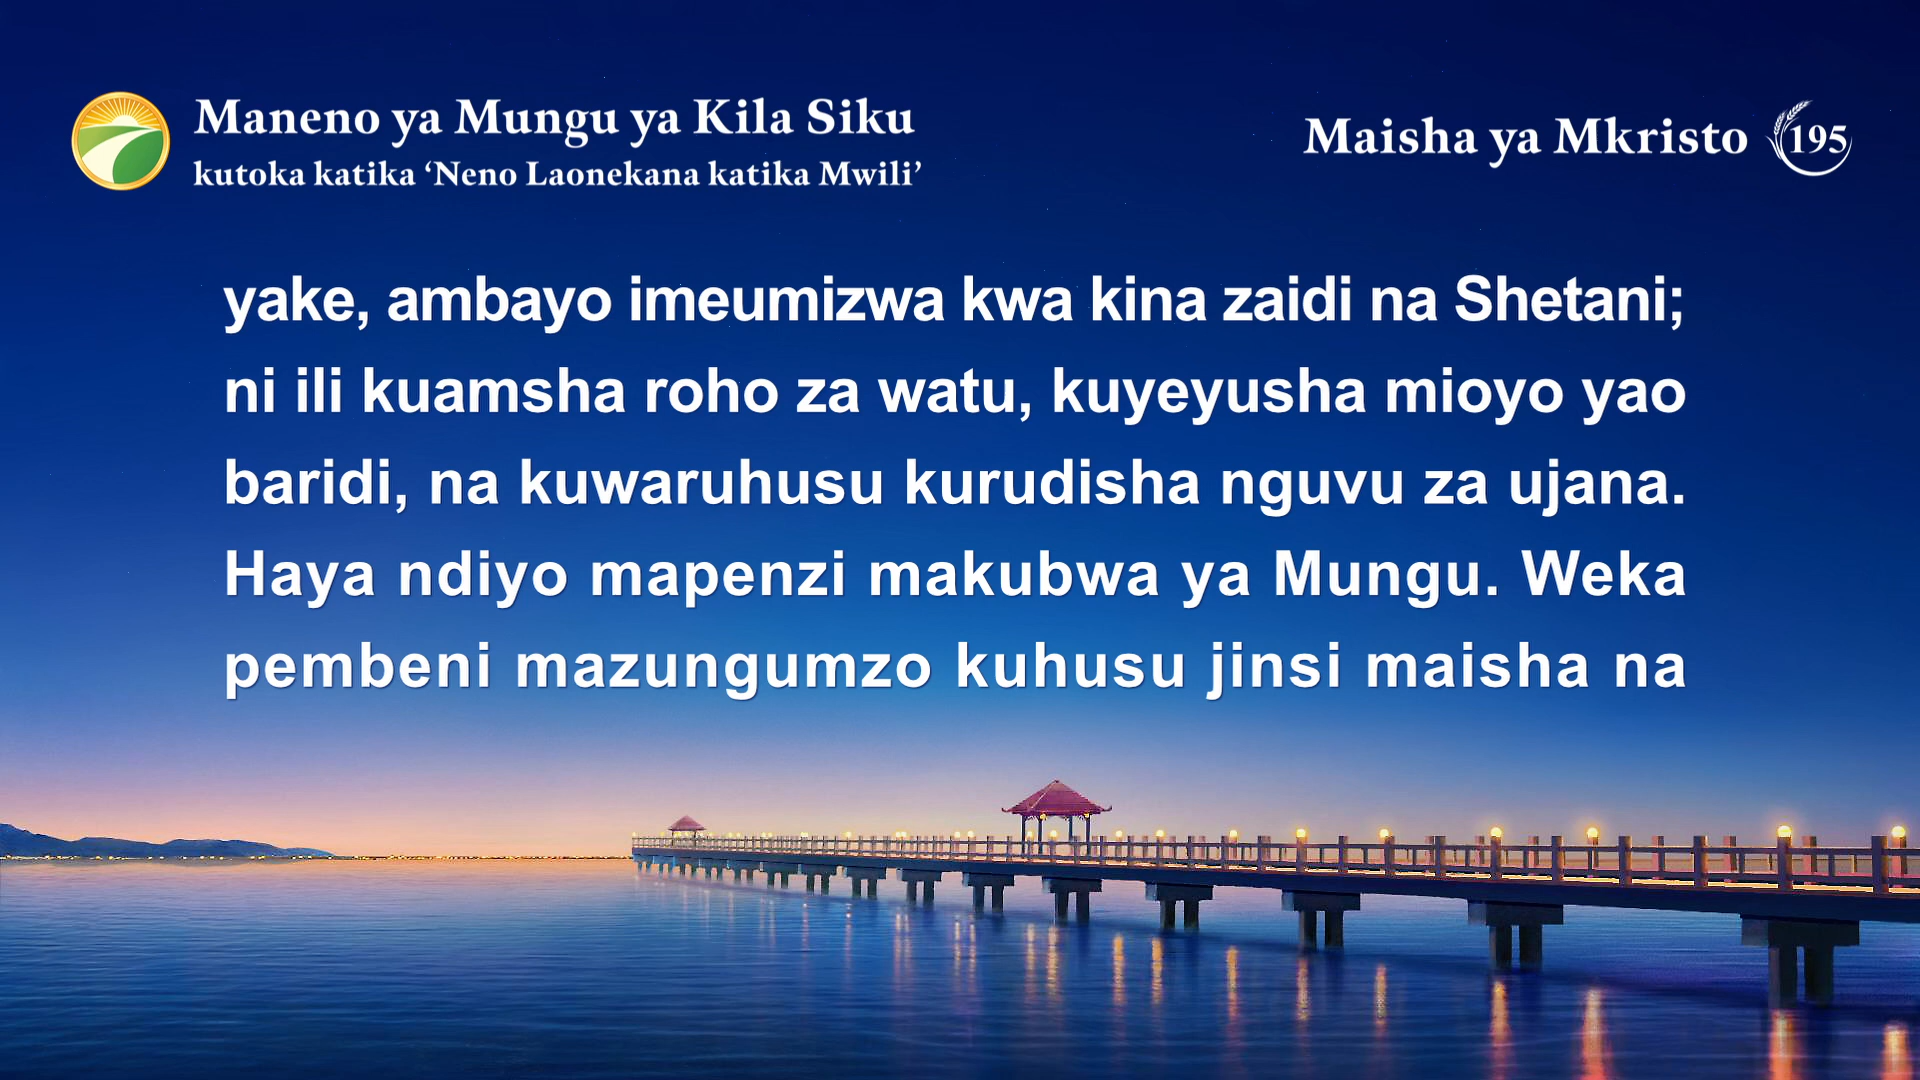 Maneno ya Mungu ya Kila Siku
kutoka katika ‘Neno Laonekana katika Mwili’
Maisha ya Mkristo 195
yake, ambayo imeumizwa kwa kina zaidi na Shetani;
ni ili kuamsha roho za watu, kuyeyusha mioyo yao
baridi, na kuwaruhusu kurudisha nguvu za ujana.
Haya ndiyo mapenzi makubwa ya Mungu. Weka
pembeni mazungumzo kuhusu jinsi maisha na